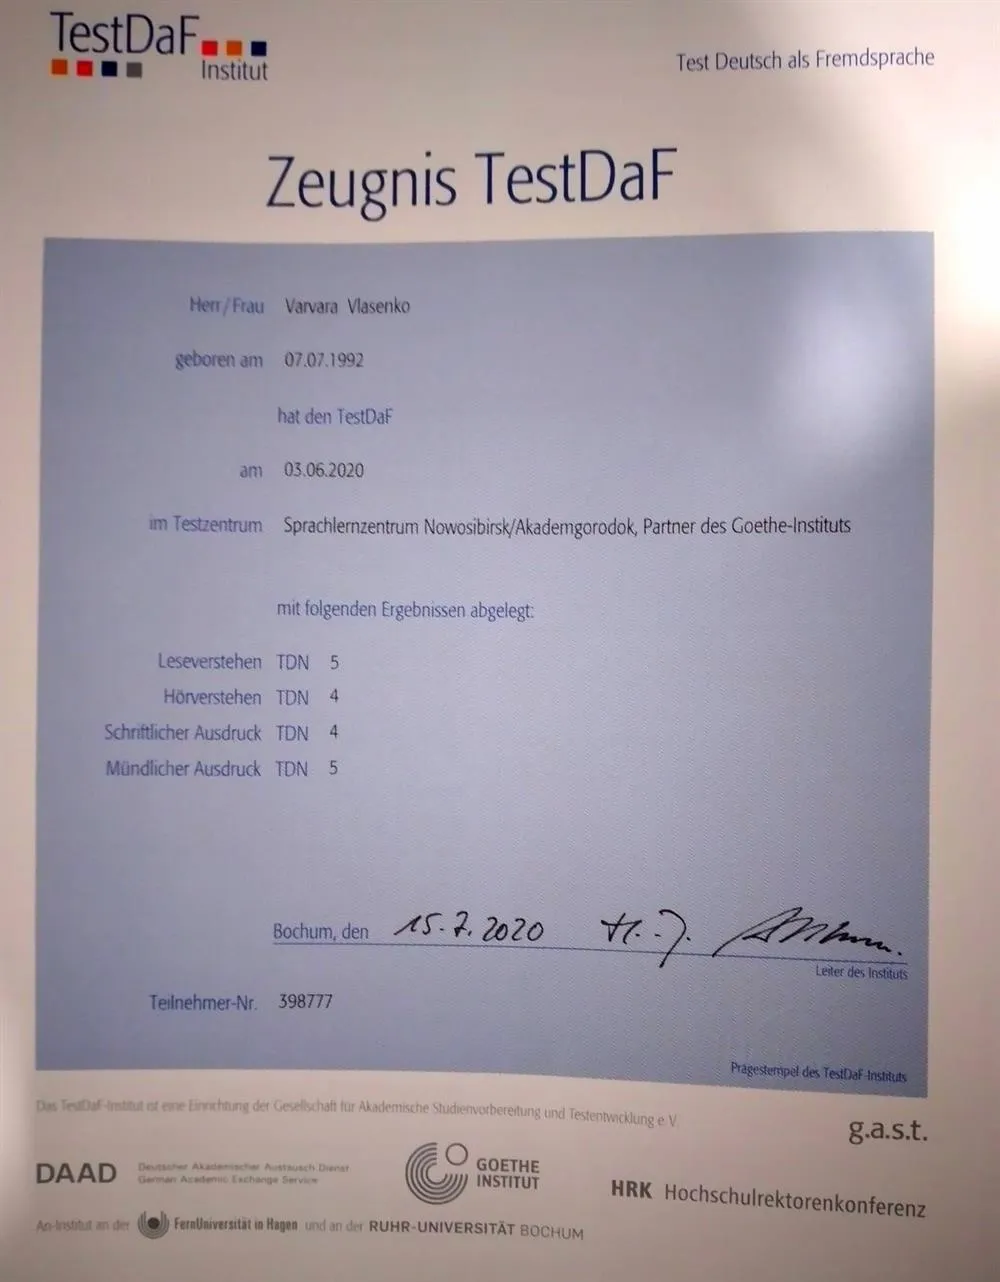 TestDaF
Institut
Test Deutsch als Fremdsprache
Zeugnis TestDaF
Herr/Frau Varvara Vlasenko
geboren am 07.07.1992
hat den TestDaF
am 03.06.2020
im Testzentrum Sprachlernzentrum Nowosibirsk/Akademgorodok, Partner des Goethe-Instituts
mit folgenden Ergebnissen abgelegt:
Leseverstehen TDN 5
Hörverstehen TDN 4
Schriftlicher Ausdruck TDN 4
Mündlicher Ausdruck TDN 5
Bochum, den 15.7.2020
Leiter des Instituts
Teilnehmer-Nr. 398777
Prägestempel des TestDaF-Instituts
Das TestDaF-Institut ist eine Einrichtung der Gesellschaft für Akademische Studienvorbereitung und Testentwicklung e.V.
g.a.s.t.
DAAD Deutscher Akademischer Austausch Dienst
German Academic Exchange Service
GOETHE
INSTITUT
HRK Hochschulrektorenkonferenz
An-Institut an der FernUniversität in Hagen und an der RUHR-UNIVERSITÄT BOCHUM